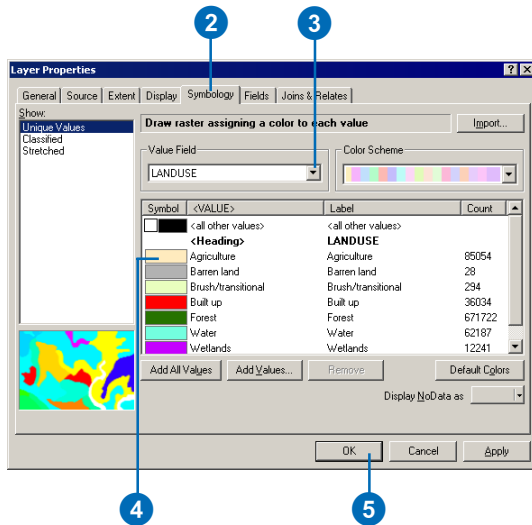 2
3
Layer Properties
General Source Extent Display Symbology Fields Joins & Relates
Show:
Unique Values
Classified
Stretched
Draw raster assigning a color to each value
Import...
Value Field
LANDUSE
Color Scheme
Symbol <VALUE> Label Count
<all other values> <all other values>
<Heading> LANDUSE
Agriculture Agriculture 85054
Barren land Barren land 28
Brush/transitional Brush/transitional 294
Built up Built up 36034
Forest Forest 671722
Water Water 62187
Wetlands Wetlands 12241
Add All Values Add Values... Remove Default Colors
Display NoData as
OK Cancel Apply
4
5